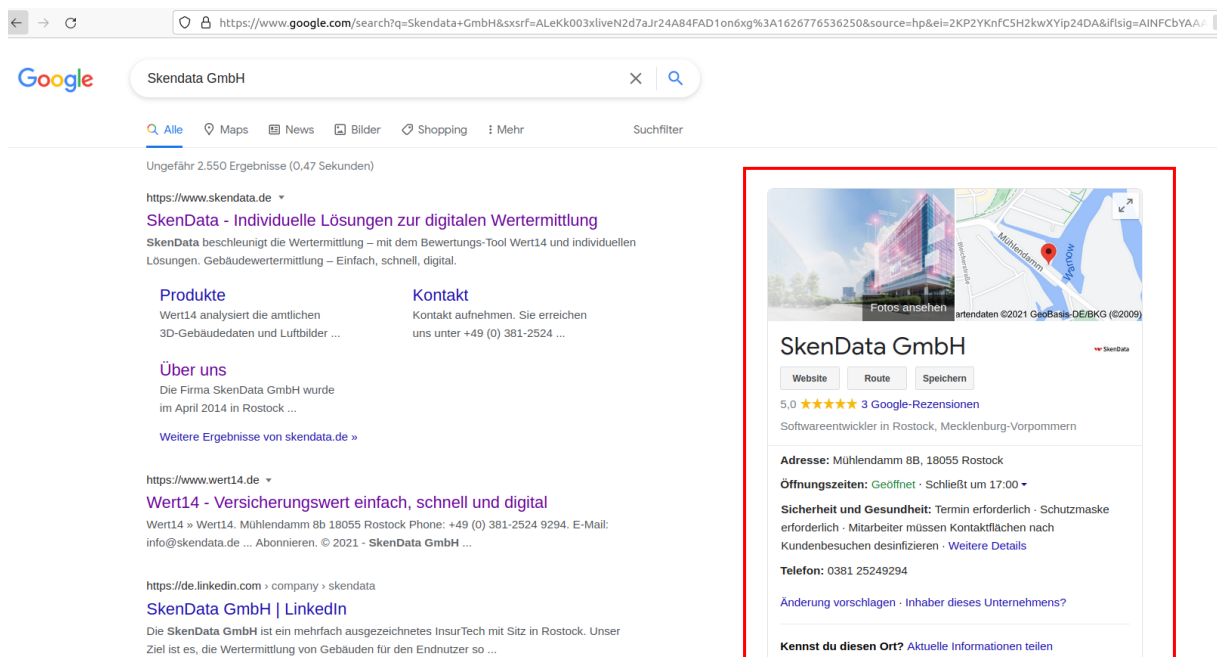 https://www.google.com/search?q=Skendata+GmbH&sxsrf=ALeKk003xliveN2d7aJr24A84FAD1on6xg%3A1626776536250&source=hp&ei=2KP2YKnfC5H2kwXYip24DA&iflsig=AINFCbYAAA
Google
Skendata GmbH
Alle Maps News Bilder Shopping Mehr Suchfilter
Ungefähr 2.550 Ergebnisse (0,47 Sekunden)
https://www.skendata.de
SkenData - Individuelle Lösungen zur digitalen Wertermittlung
SkenData beschleunigt die Wertermittlung – mit dem Bewertungs-Tool Wert14 und individuellen
Lösungen. Gebäudewertermittlung – Einfach, schnell, digital.
Produkte
Wert14 analysiert die amtlichen
3D-Gebäudedaten und Luftbilder ...
Kontakt
Kontakt aufnehmen. Sie erreichen
uns unter +49 (0) 381-2524 ...
Über uns
Die Firma SkenData GmbH wurde
im April 2014 in Rostock ...
Weitere Ergebnisse von skendata.de »
https://www.wert14.de
Wert14 - Versicherungswert einfach, schnell und digital
Wert14 » Wert14. Mühlendamm 8b 18055 Rostock Phone: +49 (0) 381-2524 9294. E-Mail:
info@skendata.de ... Abonnieren. © 2021 - SkenData GmbH ...
https://de.linkedin.com › company › skendata
SkenData GmbH | LinkedIn
Die SkenData GmbH ist ein mehrfach ausgezeichnetes InsurTech mit Sitz in Rostock. Unser
Ziel ist es, die Wertermittlung von Gebäuden für den Endnutzer so ...
Bleicherstraße
Mühlendamm
Warnow
Fotos ansehen
artendaten ©2021 GeoBasis-DE/BKG (©2009)
SkenData GmbH
SkenData
Website Route Speichern
5,0 ★★★★★ 3 Google-Rezensionen
Softwareentwickler in Rostock, Mecklenburg-Vorpommern
Adresse: Mühlendamm 8B, 18055 Rostock
Öffnungszeiten: Geöffnet · Schließt um 17:00
Sicherheit und Gesundheit: Termin erforderlich · Schutzmaske
erforderlich · Mitarbeiter müssen Kontaktflächen nach
Kundenbesuchen desinfizieren · Weitere Details
Telefon: 0381 25249294
Änderung vorschlagen · Inhaber dieses Unternehmens?
Kennst du diesen Ort? Aktuelle Informationen teilen